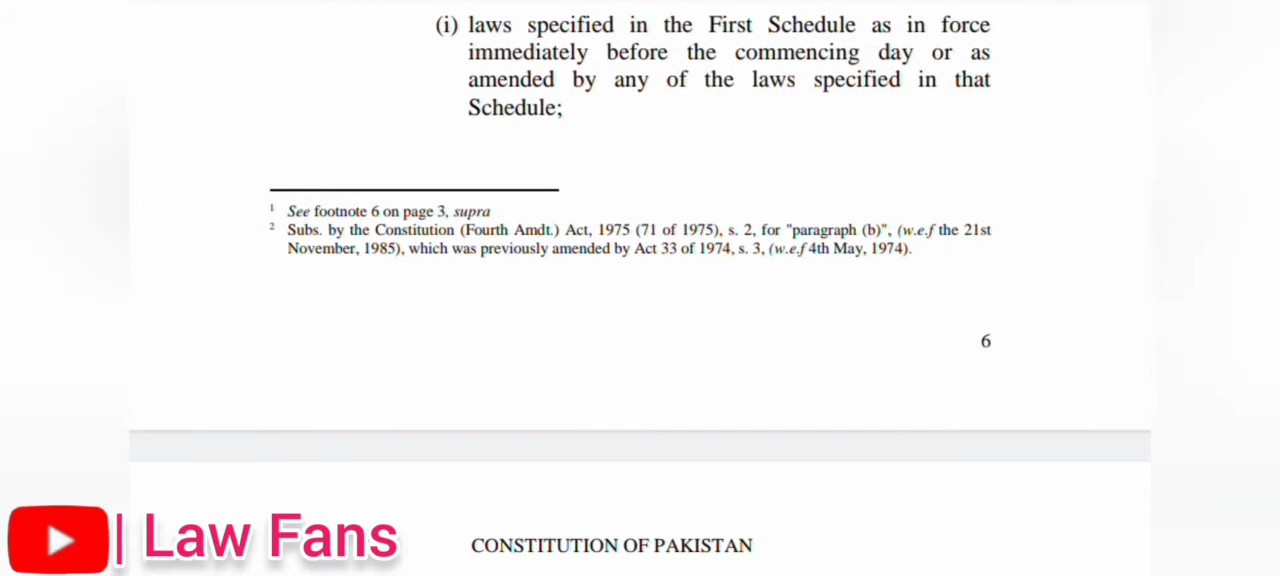 (i) laws specified in the First Schedule as in force
immediately before the commencing day or as
amended by any of the laws specified in that
Schedule;
1 See footnote 6 on page 3, supra
2 Subs. by the Constitution (Fourth Amdt.) Act, 1975 (71 of 1975), s. 2, for "paragraph (b)", (w.e.f the 21st
November, 1985), which was previously amended by Act 33 of 1974, s. 3, (w.e.f 4th May, 1974).
6
| Law Fans
CONSTITUTION OF PAKISTAN